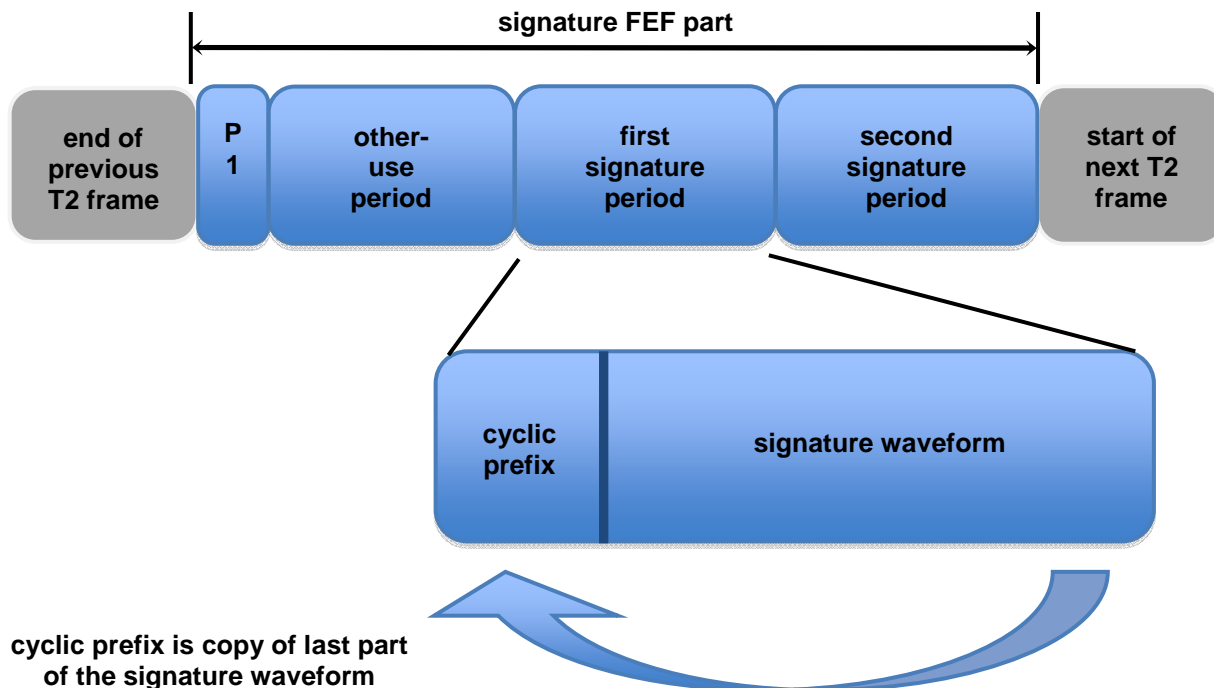 signature FEF part
end of
previous
T2 frame
P
1
other-
use
period
first
signature
period
second
signature
period
start of
next T2
frame
cyclic
prefix
signature waveform
cyclic prefix is copy of last part
of the signature waveform